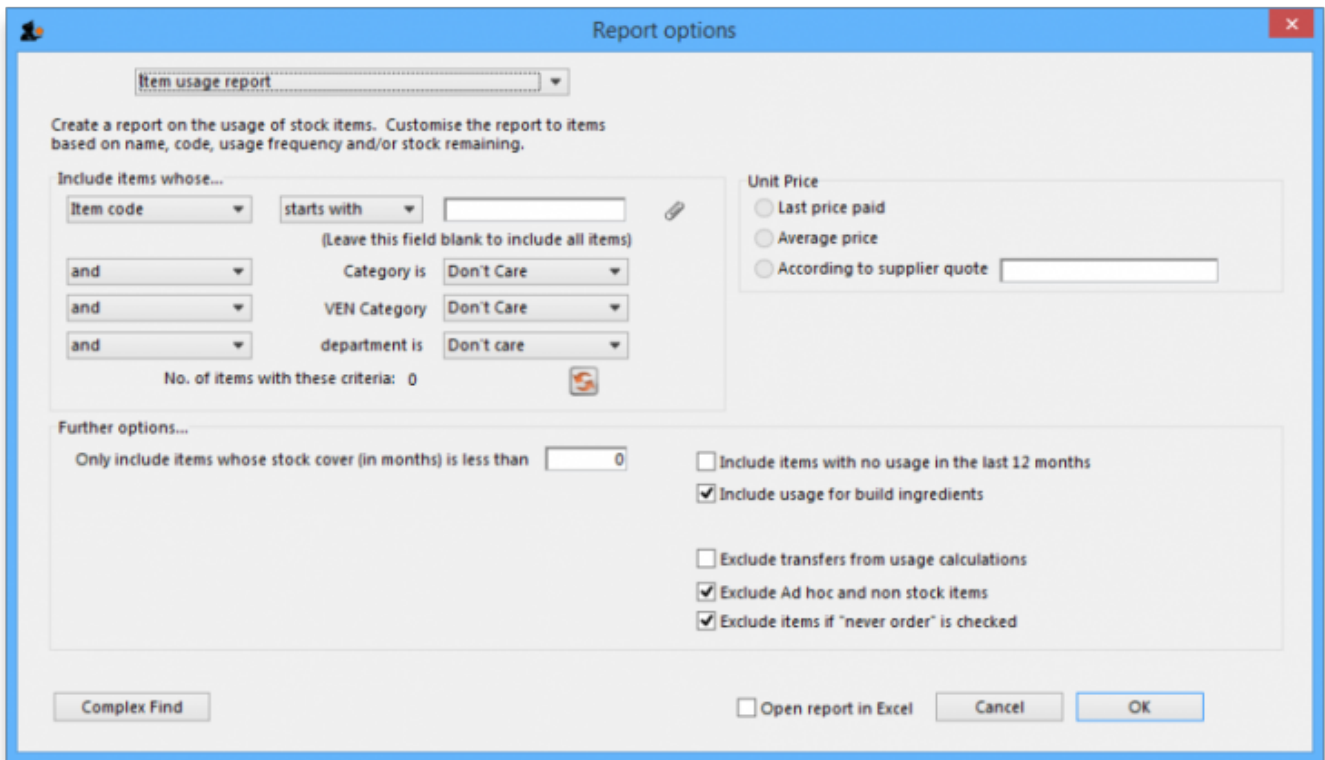 Report options
Item usage report
Create a report on the usage of stock items. Customise the report to items
based on name, code, usage frequency and/or stock remaining.
Include items whose...
Item code starts with
(Leave this field blank to include all items)
and Category is Don't Care
and VEN Category Don't Care
and department is Don't care
No. of items with these criteria: 0
Unit Price
Last price paid
Average price
According to supplier quote
Further options...
Only include items whose stock cover (in months) is less than 0
Include items with no usage in the last 12 months
Include usage for build ingredients
Exclude transfers from usage calculations
Exclude Ad hoc and non stock items
Exclude items if "never order" is checked
Complex Find
Open report in Excel
Cancel
OK